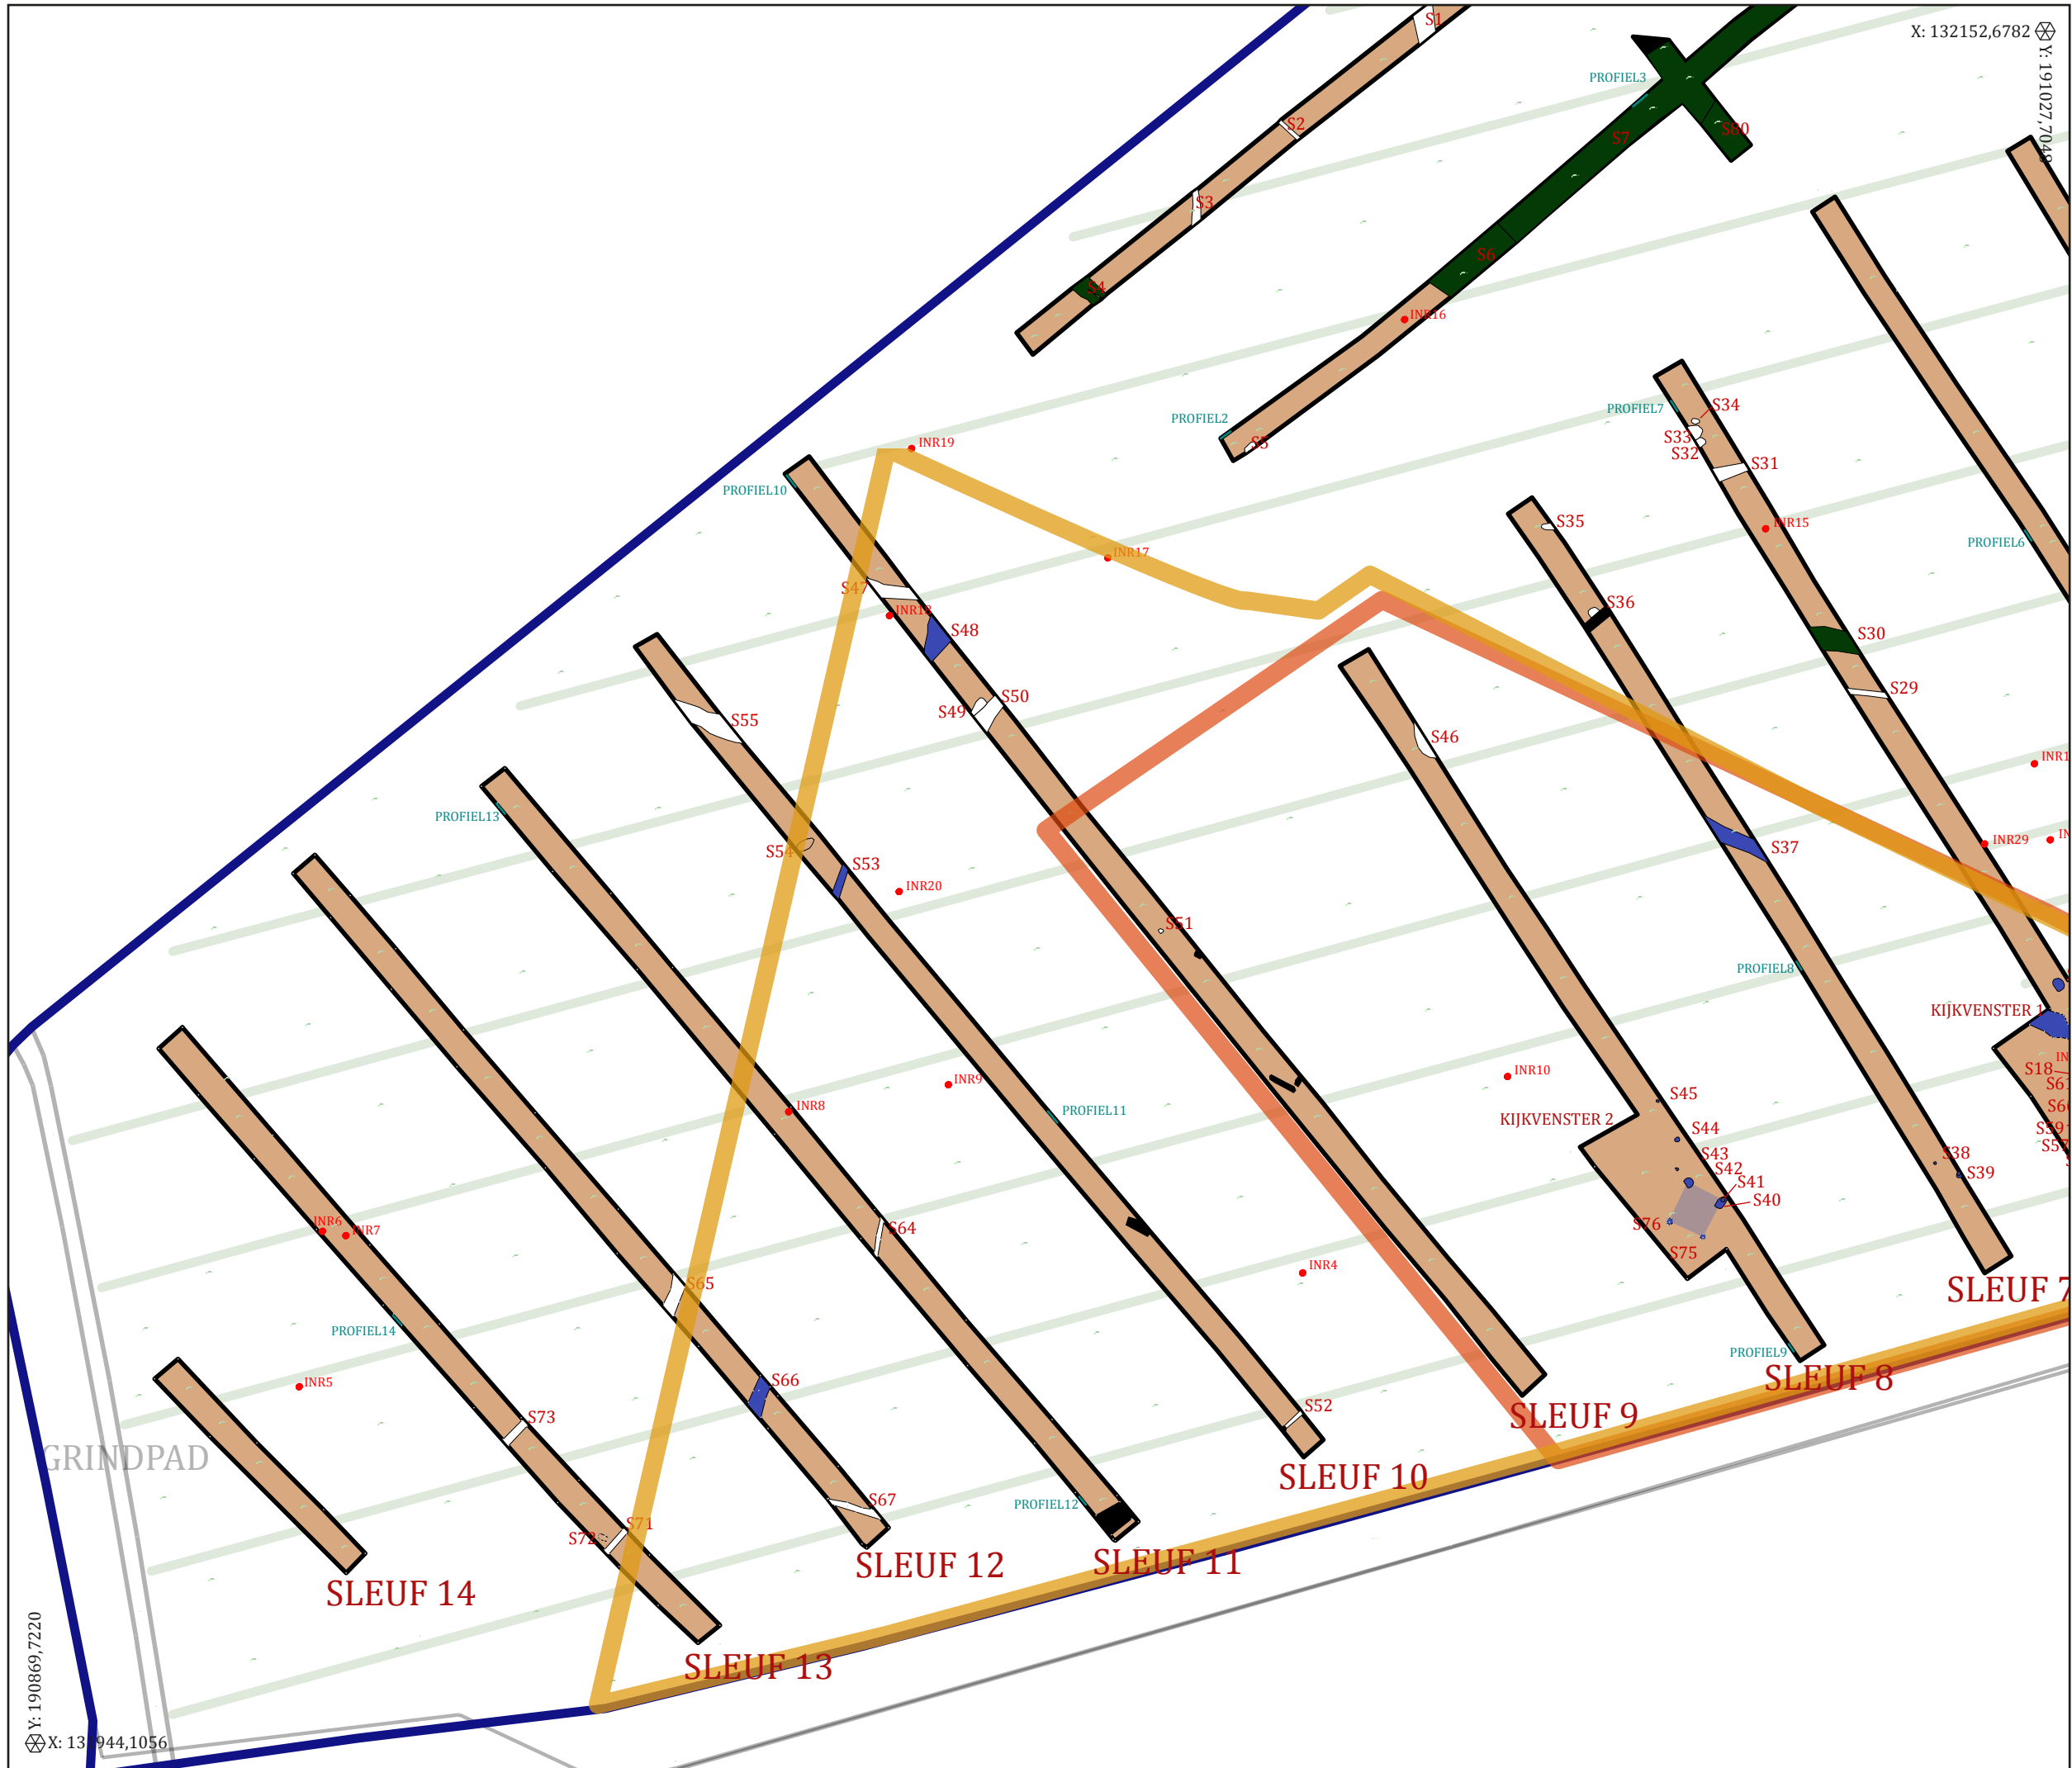 S1
X: 132152,6782
Y: 191027,7048
PROFIEL3
S2
S80
S7
S3
S6
S4
INR16
PROFIEL2
S5
PROFIEL7
S34
S33
S32
S31
INR19
PROFIEL10
INR15
S35
PROFIEL6
INR17
S47
INR18
S36
S48
S30
S29
S50
S49
S55
S46
INR1
PROFIEL13
S54
S53
S37
INR29
INR20
S51
PROFIEL8
KIJKVENSTER 1
INR10
INR9
INR8
PROFIEL11
S45
KIJKVENSTER 2
S18
S44
S59
S43
S38
S42
S39
S41
S40
S76
S75
INR6
INR7
S64
INR4
S65
PROFIEL14
SLEUF 7
PROFIEL9
SLEUF 8
INR5
S66
S73
S52
SLEUF 9
GRINDPAD
SLEUF 10
S67
PROFIEL12
S71
S72
SLEUF 12
SLEUF 11
SLEUF 14
SLEUF 13
Y: 190869,7220